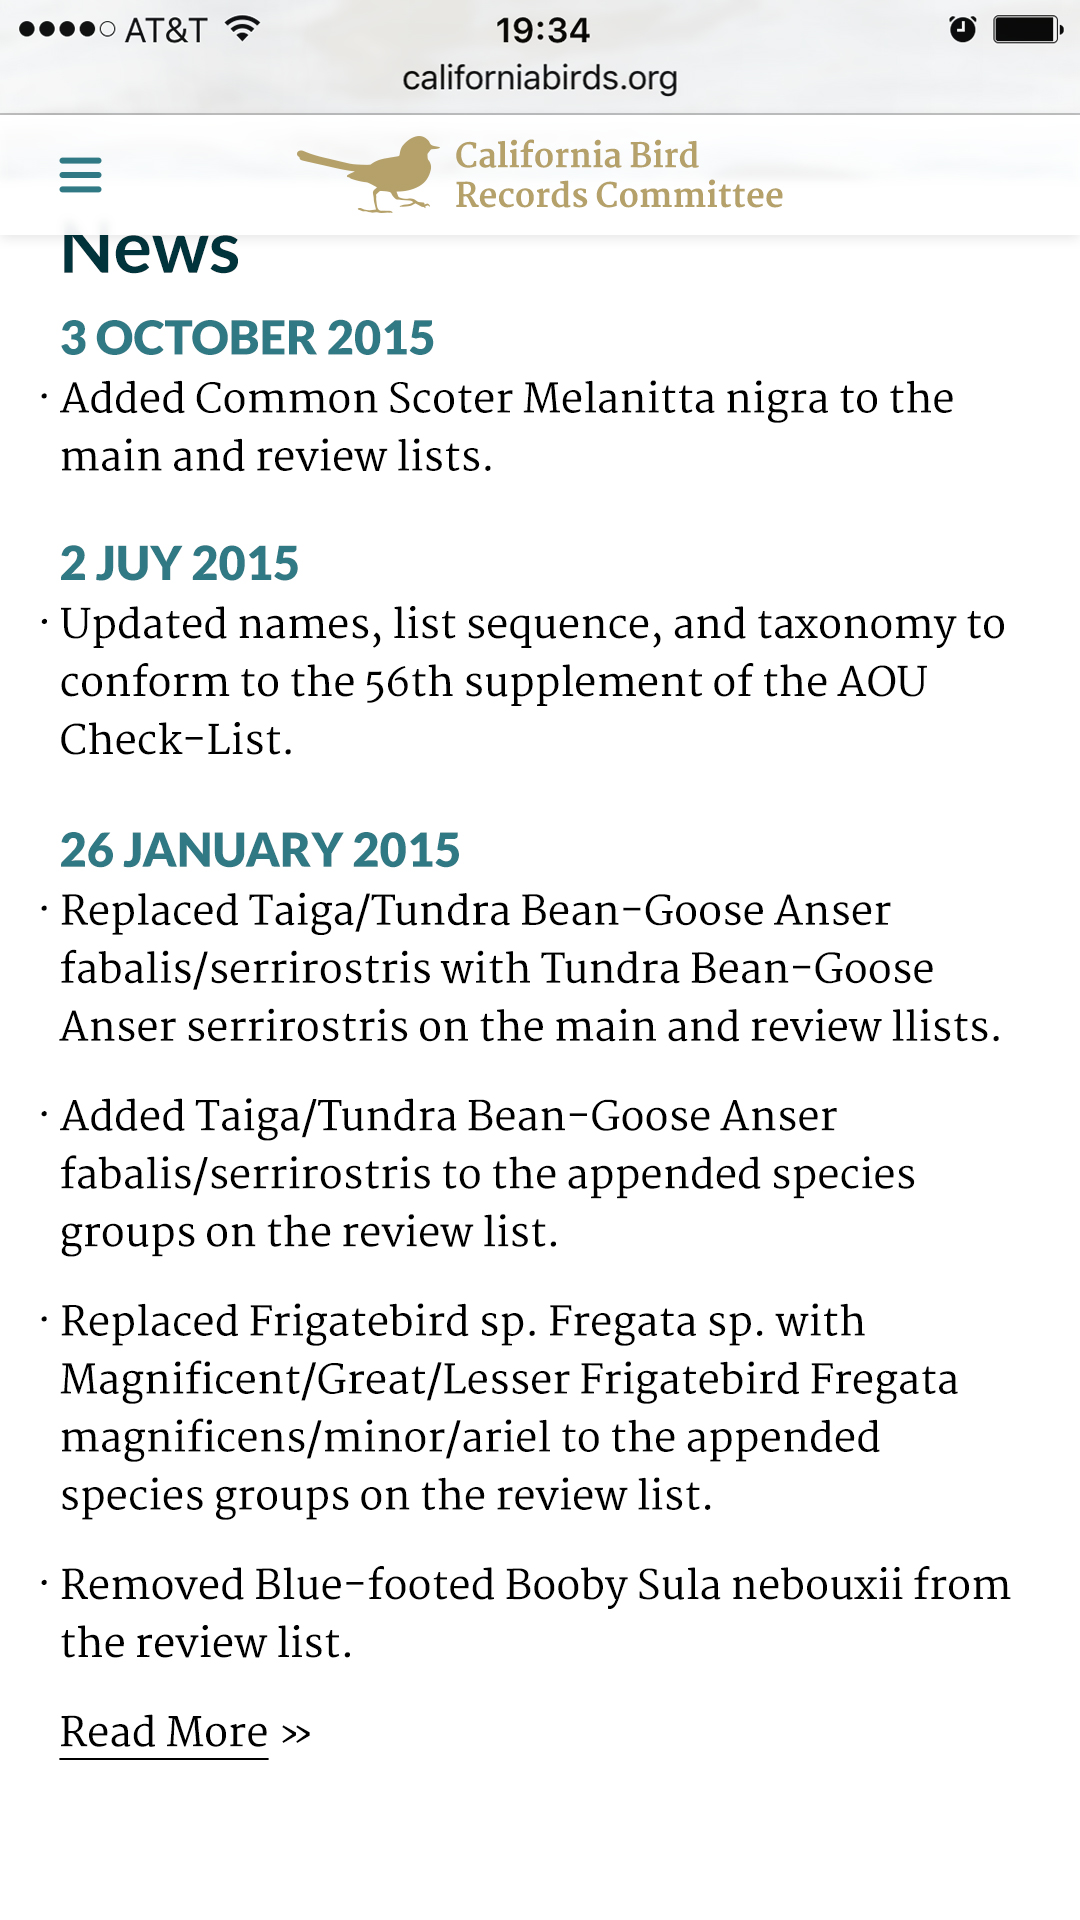 AT&T 19:34
californiabirds.org
California Bird
Records Committee
News
3 OCTOBER 2015
· Added Common Scoter Melanitta nigra to the
main and review lists.
2 JUY 2015
· Updated names, list sequence, and taxonomy to
conform to the 56th supplement of the AOU
Check-List.
26 JANUARY 2015
· Replaced Taiga/Tundra Bean-Goose Anser
fabalis/serrirostris with Tundra Bean-Goose
Anser serrirostris on the main and review llists.
· Added Taiga/Tundra Bean-Goose Anser
fabalis/serrirostris to the appended species
groups on the review list.
· Replaced Frigatebird sp. Fregata sp. with
Magnificent/Great/Lesser Frigatebird Fregata
magnificens/minor/ariel to the appended
species groups on the review list.
· Removed Blue-footed Booby Sula nebouxii from
the review list.
Read More »